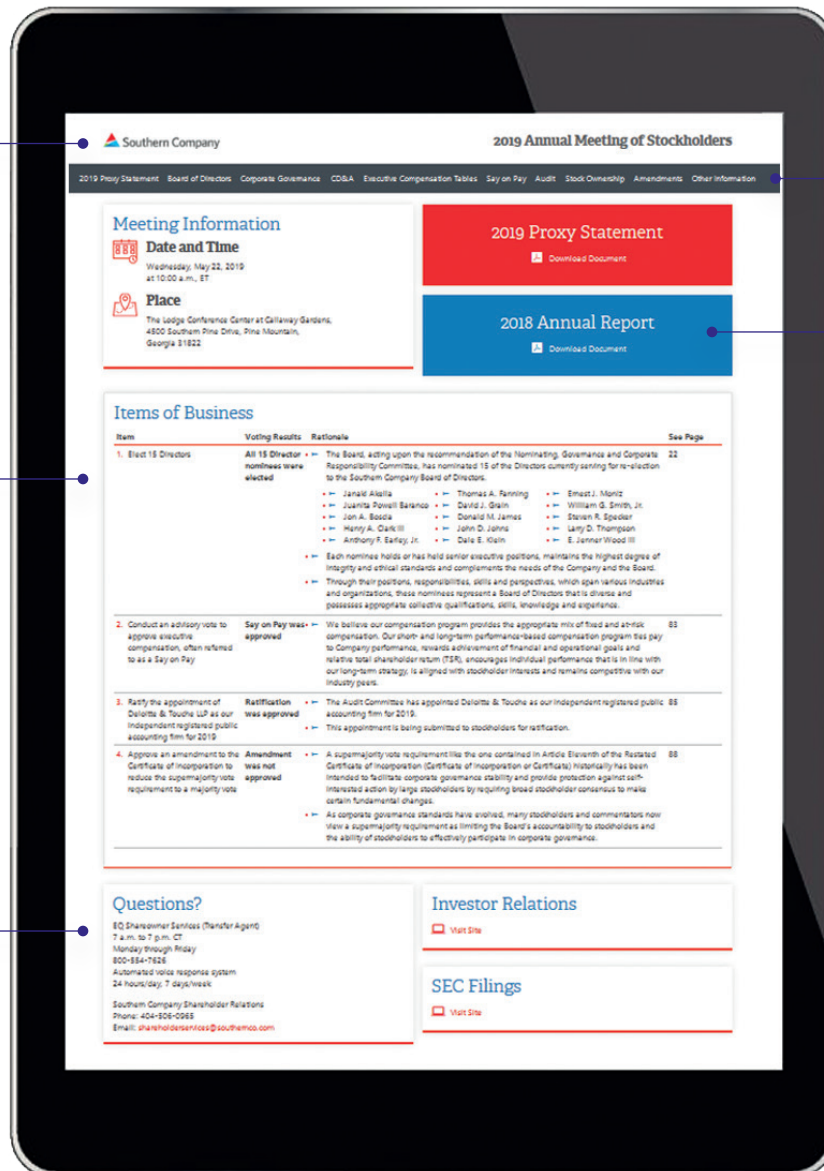 Southern Company
2019 Annual Meeting of Stockholders
2019 Proxy Statement Board of Directors Corporate Governance CD&A Executive Compensation Tables Say on Pay Audit Stock Ownership Amendments Other Information
Meeting Information
Date and Time
Wednesday, May 22, 2019
at 10:00 a.m., ET
Place
The Lodge Conference Center at Callaway Gardens,
4500 Southern Pine Drive, Pine Mountain,
Georgia 31822
2019 Proxy Statement
Download Document
2018 Annual Report
Download Document
Items of Business
Item Voting Results Rationale See Page
1. Elect 15 Directors
All 15 Director
nominees were
elected
The Board, acting upon the recommendation of the Nominating, Governance and Corporate
Responsibility Committee, has nominated 15 of the Directors currently serving for re-election
to the Southern Company Board of Directors.
22
Janaki Akella
Juanita Powell Baranco
Jon A. Boscia
Henry A. Clark III
Anthony F. Earley, Jr.
Thomas A. Fanning
David J. Grain
Donald M. James
John D. Johns
Dale E. Klein
Ernest J. Moniz
William G. Smith, Jr.
Steven R. Specker
Larry D. Thompson
E. Jenner Wood III
Each nominee holds or has held senior executive positions, maintains the highest degree of
integrity and ethical standards and complements the needs of the Company and the Board.
Through their positions, responsibilities, skills and perspectives, which span various industries
and organizations, these nominees represent a Board of Directors that is diverse and
possesses appropriate collective qualifications, skills, knowledge and experience.
2. Conduct an advisory vote to
approve executive
compensation, often referred
to as a Say on Pay
Say on Pay was
approved
We believe our compensation program provides the appropriate mix of fixed and at-risk
compensation. Our short- and long-term performance-based compensation program ties pay
to Company performance, rewards achievement of financial and operational goals and
relative total shareholder return (TSR), encourages individual performance that is in line with
our long-term strategy, is aligned with stockholder interests and remains competitive with our
industry peers.
83
3. Ratify the appointment of
Deloitte & Touche LLP as our
independent registered public
accounting firm for 2019
Ratification
was approved
The Audit Committee has appointed Deloitte & Touche as our independent registered public
accounting firm for 2019.
This appointment is being submitted to stockholders for ratification.
85
4. Approve an amendment to the
Certificate of Incorporation to
reduce the supermajority vote
requirement to a majority vote
Amendment
was not
approved
A supermajority vote requirement like the one contained in Article Eleventh of the Restated
Certificate of Incorporation (Certificate of Incorporation or Certificate) historically has been
intended to facilitate corporate governance stability and provide protection against self-
interested action by large stockholders by requiring broad stockholder consensus to make
certain fundamental changes.
As corporate governance standards have evolved, many stockholders and commentators now
view a supermajority requirement as limiting the Board's accountability to stockholders and
the ability of stockholders to effectively participate in corporate governance.
88
Questions?
EQ Shareowner Services (Transfer Agent)
7 a.m. to 7 p.m. CT
Monday through Friday
800-554-7626
Automated voice response system
24 hours/day, 7 days/week
Southern Company Shareholder Relations
Phone: 404-506-0965
Email: shareholderservices@southernco.com
Investor Relations
Visit Site
SEC Filings
Visit Site